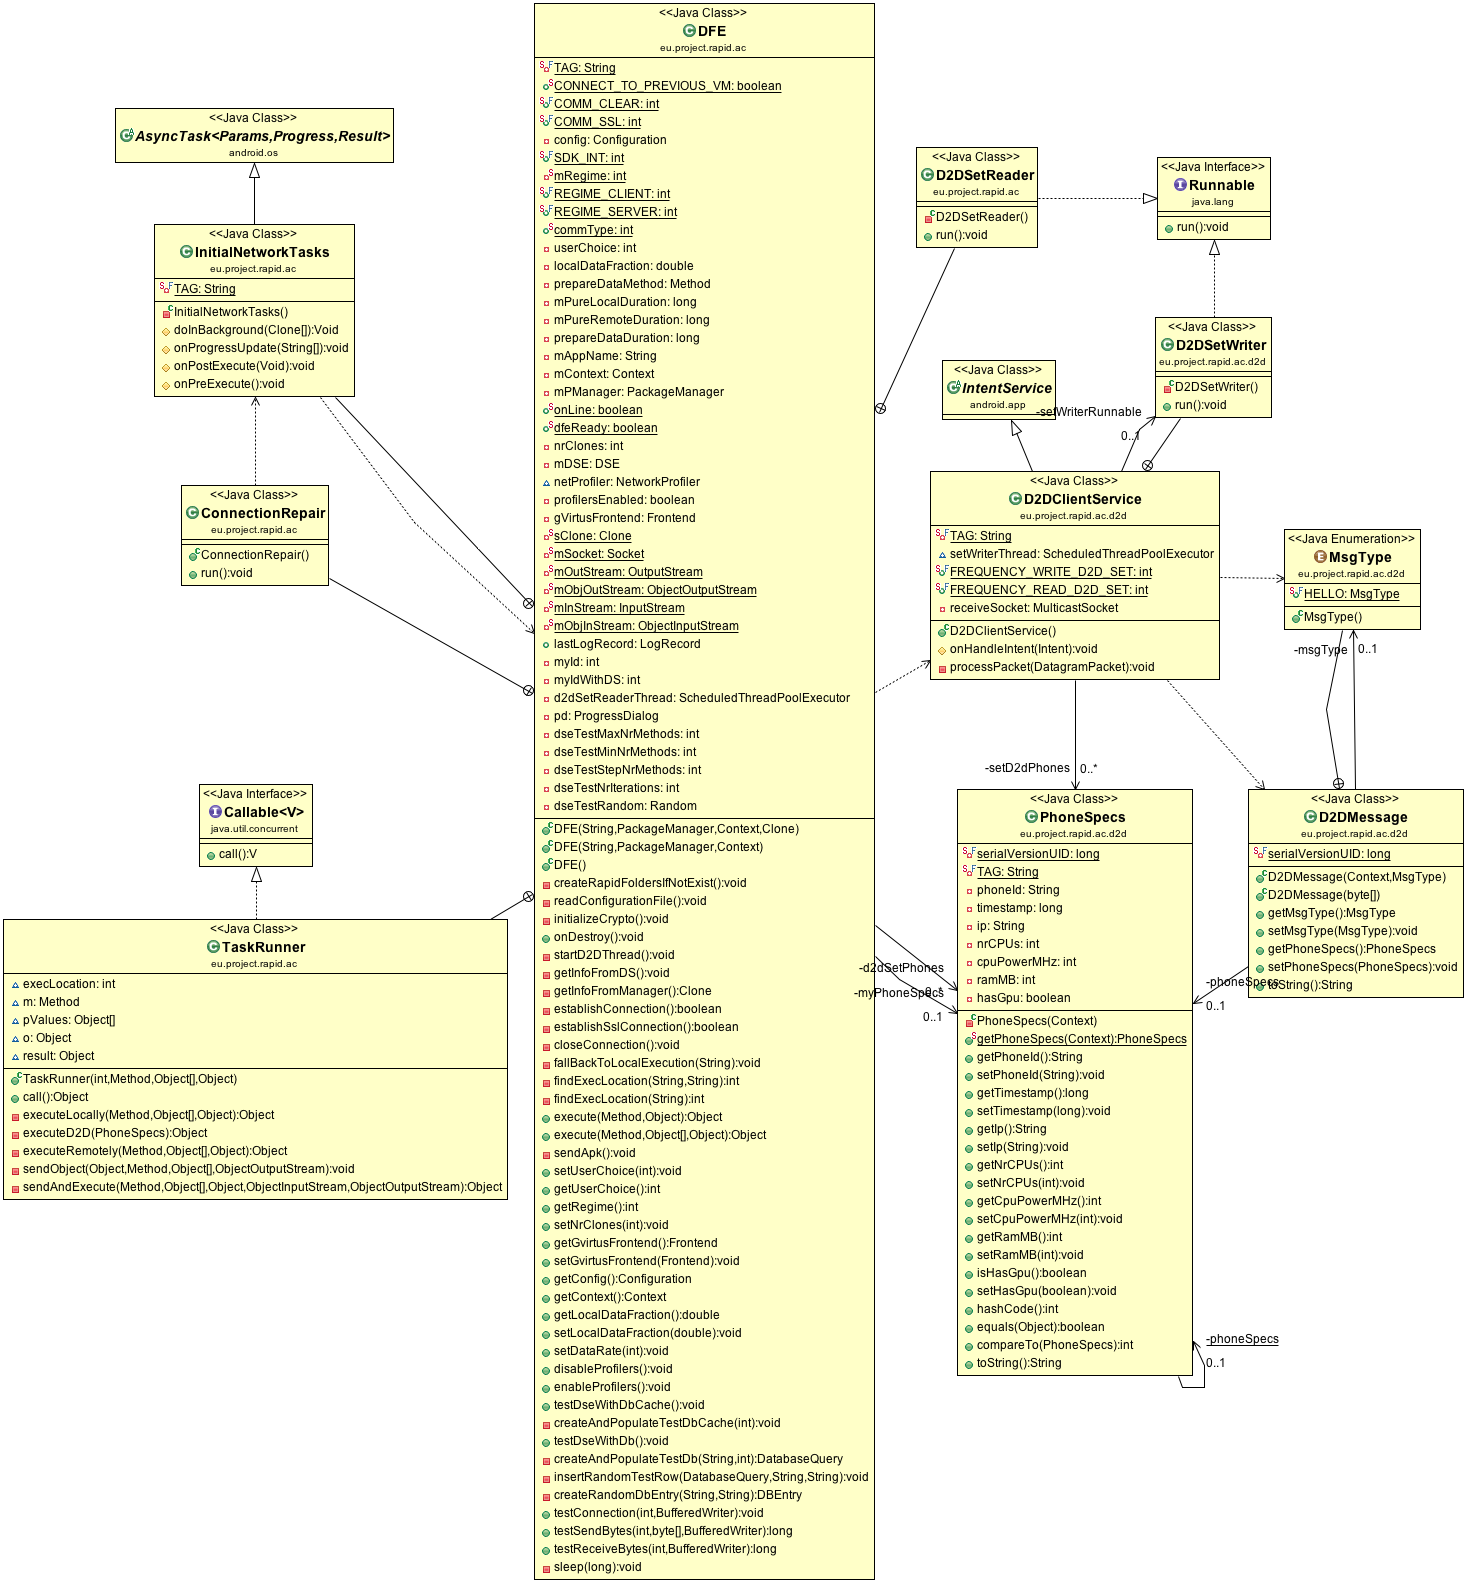 <<Java Class>>
DFE
eu.project.rapid.ac
TAG: String
CONNECT_TO_PREVIOUS_VM: boolean
COMM_CLEAR: int
COMM_SSL: int
config: Configuration
SDK_INT: int
mRegime: int
REGIME_CLIENT: int
REGIME_SERVER: int
commType: int
userChoice: int
localDataFraction: double
prepareDataMethod: Method
mPureLocalDuration: long
mPureRemoteDuration: long
prepareDataDuration: long
mAppName: String
mContext: Context
mPManager: PackageManager
onLine: boolean
dfeReady: boolean
nrClones: int
mDSE: DSE
netProfiler: NetworkProfiler
profilersEnabled: boolean
gVirtusFrontend: Frontend
sClone: Clone
mSocket: Socket
mOutStream: OutputStream
mObjOutStream: ObjectOutputStream
mInStream: InputStream
mObjInStream: ObjectInputStream
lastLogRecord: LogRecord
myId: int
myIdWithDS: int
d2dSetReaderThread: ScheduledThreadPoolExecutor
pd: ProgressDialog
dseTestMaxNrMethods: int
dseTestMinNrMethods: int
dseTestStepNrMethods: int
dseTestNrIterations: int
dseTestRandom: Random
DFE(String,PackageManager,Context,Clone)
DFE(String,PackageManager,Context)
DFE()
createRapidFoldersIfNotExist():void
readConfigurationFile():void
initializeCrypto():void
onDestroy():void
startD2DThread():void
getInfoFromDS():void
getInfoFromManager():Clone
establishConnection():boolean
establishSslConnection():boolean
closeConnection():void
fallBackToLocalExecution(String):void
findExecLocation(String,String):int
findExecLocation(String):int
execute(Method,Object):Object
execute(Method,Object[],Object):Object
sendApk():void
setUserChoice(int):void
getUserChoice():int
getRegime():int
setNrClones(int):void
getGvirtusFrontend():Frontend
setGvirtusFrontend(Frontend):void
getConfig():Configuration
getContext():Context
getLocalDataFraction():double
setLocalDataFraction(double):void
setDataRate(int):void
disableProfilers():void
enableProfilers():void
testDseWithDbCache():void
createAndPopulateTestDbCache(int):void
testDseWithDb():void
createAndPopulateTestDb(String,int):DatabaseQuery
insertRandomTestRow(DatabaseQuery,String,String):void
createRandomDbEntry(String,String):DBEntry
testConnection(int,BufferedWriter):void
testSendBytes(int,byte[],BufferedWriter):long
testReceiveBytes(int,BufferedWriter):long
sleep(long):void
<<Java Class>>
AsyncTask<Params,Progress,Result>
android.os
<<Java Class>>
InitialNetworkTasks
eu.project.rapid.ac
TAG: String
InitialNetworkTasks()
doInBackground(Clone[]):Void
onProgressUpdate(String[]):void
onPostExecute(Void):void
onPreExecute():void
<<Java Class>>
ConnectionRepair
eu.project.rapid.ac
ConnectionRepair()
run():void
<<Java Interface>>
Callable<V>
java.util.concurrent
call():V
<<Java Class>>
TaskRunner
eu.project.rapid.ac
execLocation: int
m: Method
pValues: Object[]
o: Object
result: Object
TaskRunner(int,Method,Object[],Object)
call():Object
executeLocally(Method,Object[],Object):Object
executeD2D(PhoneSpecs):Object
executeRemotely(Method,Object[],Object):Object
sendObject(Object,Method,Object[],ObjectOutputStream):void
sendAndExecute(Method,Object[],Object,ObjectInputStream,ObjectOutputStream):Object
<<Java Class>>
D2DSetReader
eu.project.rapid.ac
D2DSetReader()
run():void
<<Java Interface>>
Runnable
java.lang
run():void
<<Java Class>>
D2DSetWriter
eu.project.rapid.ac.d2d
D2DSetWriter()
run():void
<<Java Class>>
IntentService
android.app
-setWriterRunnable
0..1
<<Java Class>>
D2DClientService
eu.project.rapid.ac.d2d
TAG: String
setWriterThread: ScheduledThreadPoolExecutor
FREQUENCY_WRITE_D2D_SET: int
FREQUENCY_READ_D2D_SET: int
receiveSocket: MulticastSocket
D2DClientService()
onHandleIntent(Intent):void
processPacket(DatagramPacket):void
<<Java Enumeration>>
MsgType
eu.project.rapid.ac.d2d
HELLO: MsgType
MsgType()
-msgType
0..1
-setD2dPhones
0..*
<<Java Class>>
PhoneSpecs
eu.project.rapid.ac.d2d
serialVersionUID: long
TAG: String
phoneId: String
timestamp: long
ip: String
nrCPUs: int
cpuPowerMHz: int
ramMB: int
hasGpu: boolean
PhoneSpecs(Context)
getPhoneSpecs(Context):PhoneSpecs
getPhoneId():String
setPhoneId(String):void
getTimestamp():long
setTimestamp(long):void
getIp():String
setIp(String):void
getNrCPUs():int
setNrCPUs(int):void
getCpuPowerMHz():int
setCpuPowerMHz(int):void
getRamMB():int
setRamMB(int):void
isHasGpu():boolean
setHasGpu(boolean):void
hashCode():int
equals(Object):boolean
compareTo(PhoneSpecs):int
toString():String
<<Java Class>>
D2DMessage
eu.project.rapid.ac.d2d
serialVersionUID: long
D2DMessage(Context,MsgType)
D2DMessage(byte[])
getMsgType():MsgType
setMsgType(MsgType):void
getPhoneSpecs():PhoneSpecs
setPhoneSpecs(PhoneSpecs):void
toString():String
-phoneSpecs
0..1
-d2dSetPhones
0..*
-myPhoneSpecs
0..1
-phoneSpecs
0..1